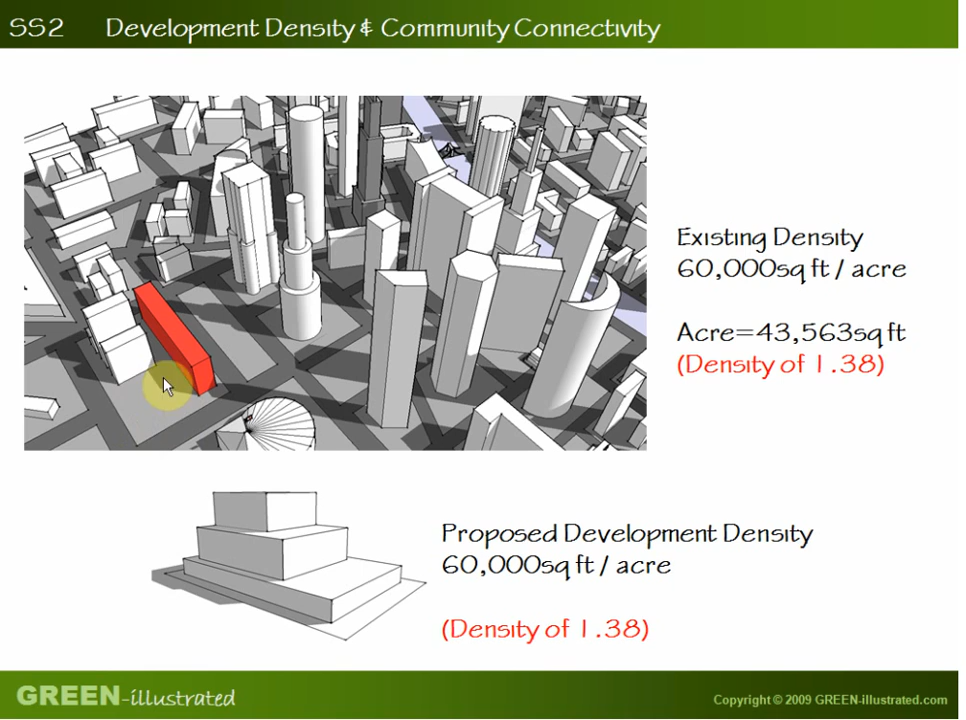 SS2 Development Density & Community Connectivity
Existing Density
60,000sq ft / acre
Acre=43,563sq ft
(Density of 1.38)
Proposed Development Density
60,000sq ft / acre
(Density of 1.38)
GREEN-illustrated
Copyright © 2009 GREEN-illustrated.com